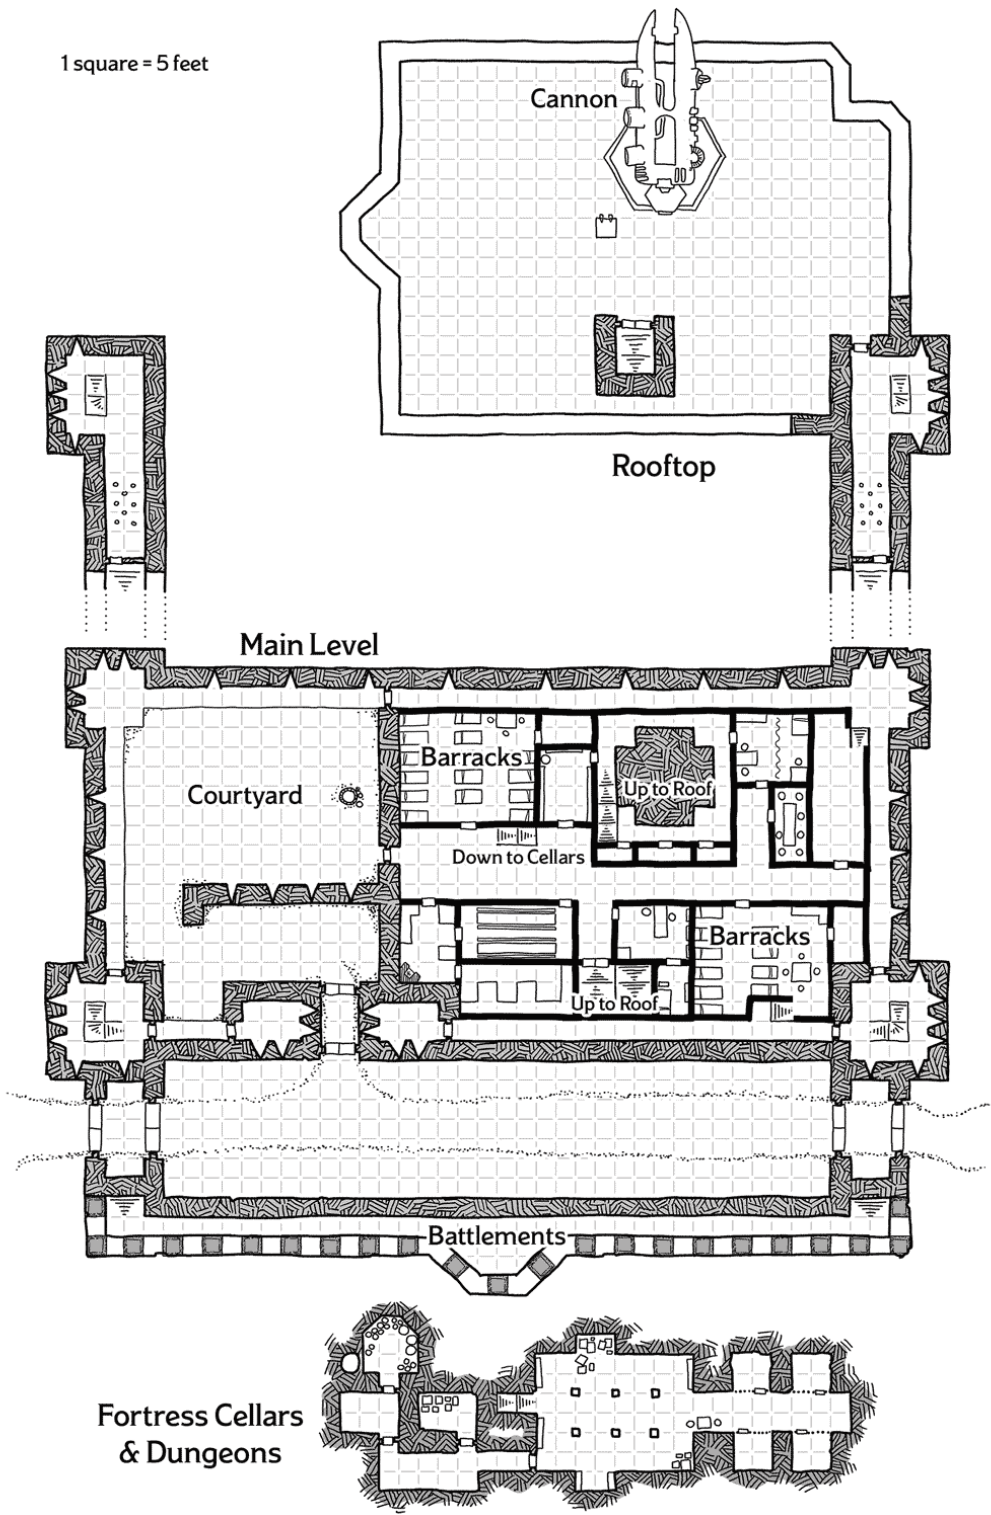 1 square = 5 feet
Cannon
Rooftop
Main Level
Barracks
Courtyard
Up to Roof
Down to Cellars
Barracks
Up to Roof
Battlements
Fortress Cellars
& Dungeons